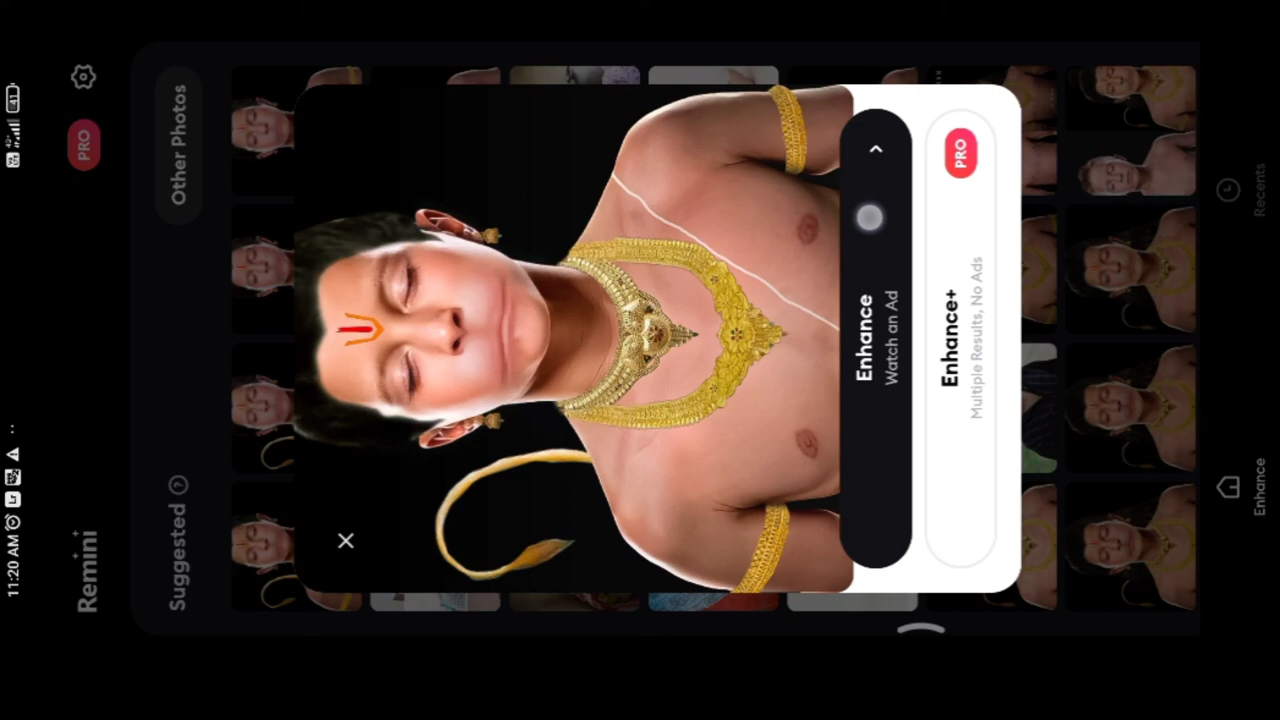 11:20 AM
41
Remini
PRO
Suggested ?
Other Photos
Enhance
Watch an Ad
Enhance+
Multiple Results, No Ads
PRO
Enhance
Recents